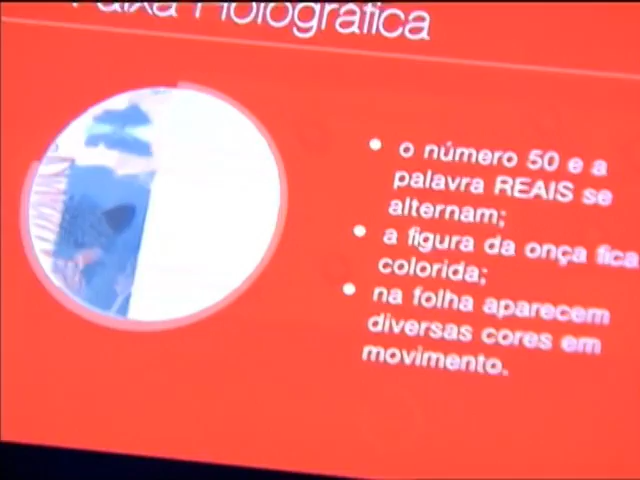 Faixa Holográfica
• o número 50 e a
palavra REAIS se
alternam;
• a figura da onça fica
colorida;
• na folha aparecem
diversas cores em
movimento.